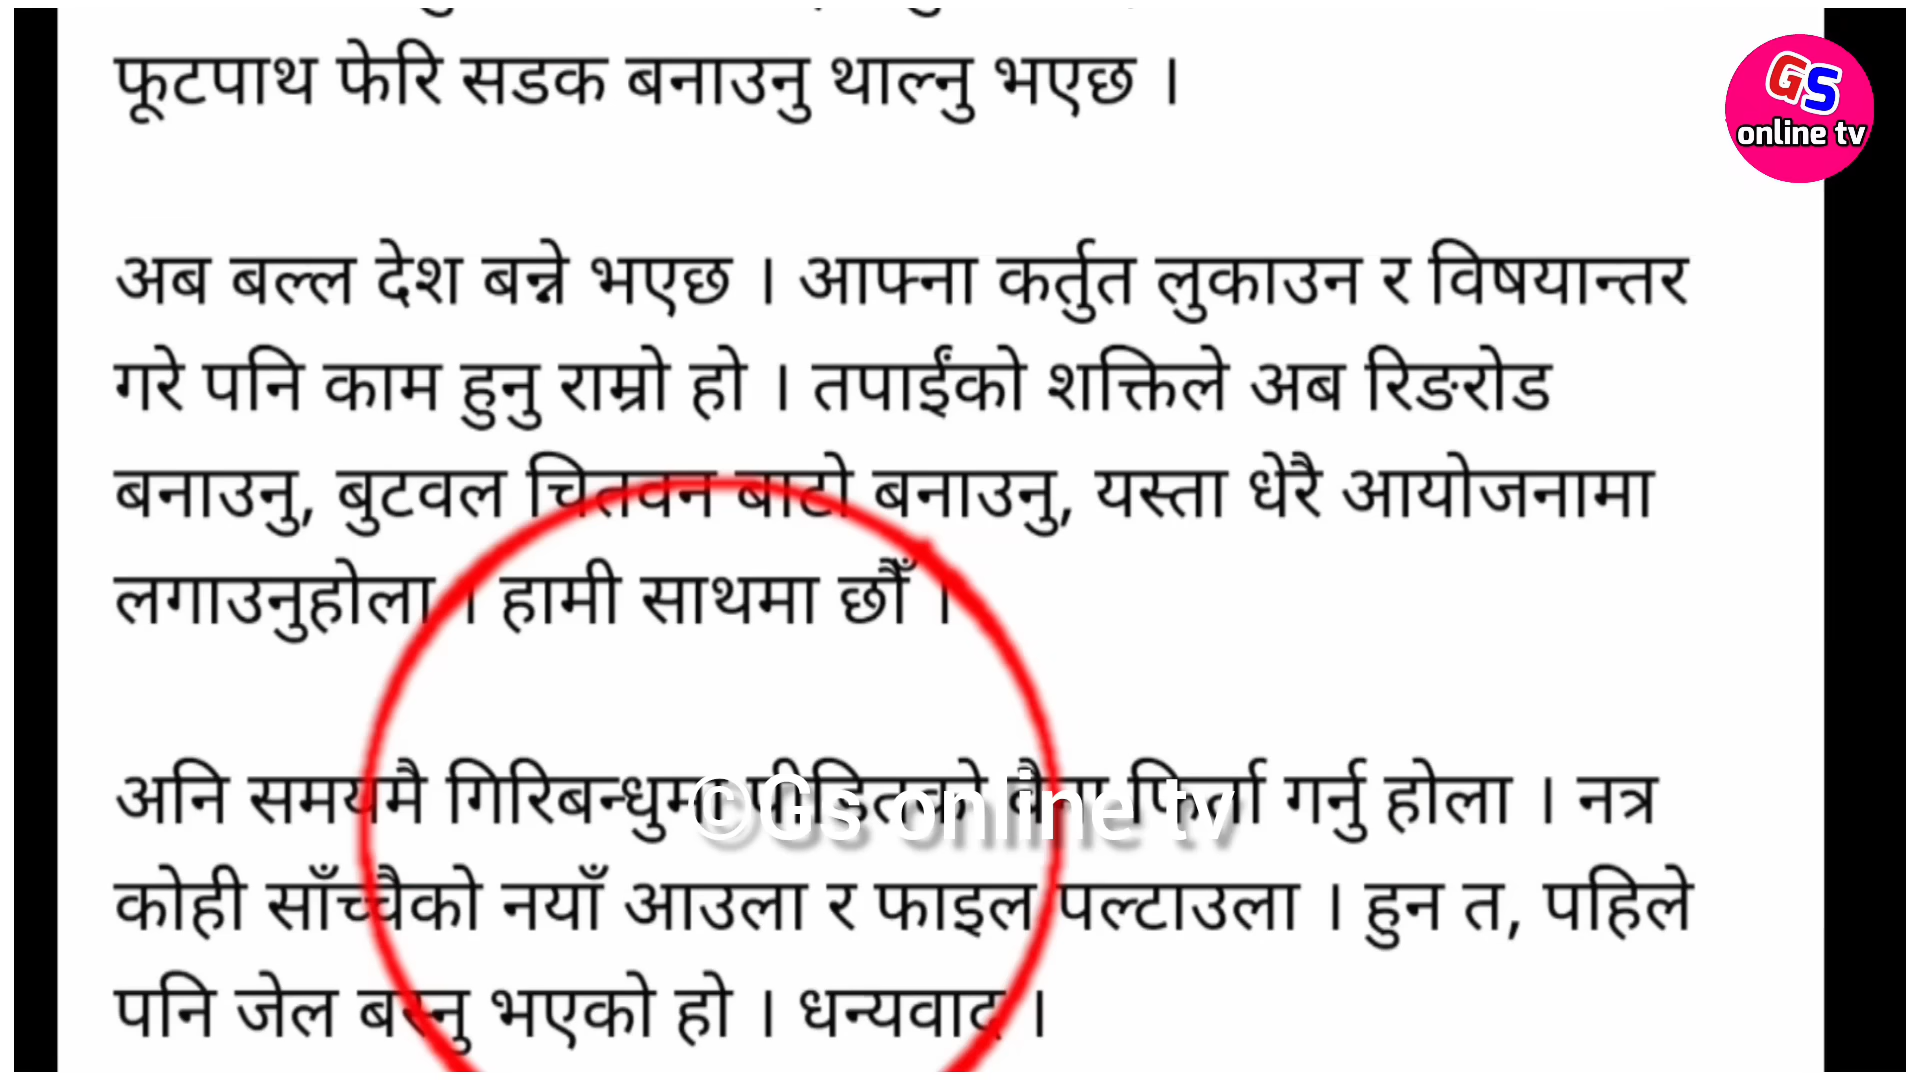 फूटपाथ फेरि सडक बनाउनु थाल्नु भएछ ।
GS
online tv
अब बल्ल देश बन्ने भएछ । आफ्ना कर्तुत लुकाउन र विषयान्तर
गरे पनि काम हुनु राम्रो हो । तपाईंको शक्तिले अब रिङरोड
बनाउनु, बुटवल चितवन बाटो बनाउनु, यस्ता धेरै आयोजनामा
लगाउनुहोला । हामी साथमा छौँ ।
अनि समयमै गिरिबन्धुमा पीडितको पैसा फिर्ता गर्नु होला । नत्र
©Gs online tv
कोही साँच्चैको नयाँ आउला र फाइल पल्टाउला । हुन त, पहिले
पनि जेल बस्नु भएको हो । धन्यवाद ।